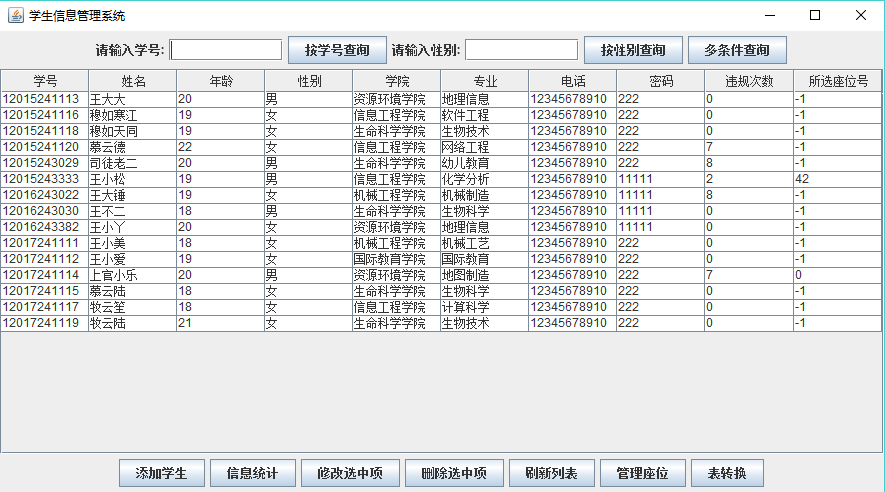 学生信息管理系统
请输入学号: 按学号查询 请输入性别: 按性别查询 多条件查询
学号 姓名 年龄 性别 学院 专业 电话 密码 违规次数 所选座位号
12015241113 王大大 20 男 资源环境学院 地理信息 12345678910 222 0 -1
12015241116 穆如寒江 19 女 信息工程学院 软件工程 12345678910 222 0 -1
12015241118 穆如天同 19 女 生命科学学院 生物技术 12345678910 222 0 -1
12015241120 慕云德 22 女 信息工程学院 网络工程 12345678910 222 7 -1
12015243029 司徒老二 20 男 生命科学学院 幼儿教育 12345678910 222 8 -1
12015243333 王小松 19 男 信息工程学院 化学分析 12345678910 11111 2 42
12016243022 王大锤 19 女 机械工程学院 机械制造 12345678910 11111 8 -1
12016243030 王不二 18 男 生命科学学院 生物科学 12345678910 11111 0 -1
12016243382 王小丫 20 女 资源环境学院 地理信息 12345678910 11111 0 -1
12017241111 王小美 18 女 机械工程学院 机械工艺 12345678910 222 0 -1
12017241112 王小爱 19 女 国际教育学院 国际教育 12345678910 222 0 -1
12017241114 上官小乐 20 男 资源环境学院 地图制造 12345678910 222 7 0
12017241115 慕云陆 18 女 生命科学学院 生物科学 12345678910 222 0 -1
12017241117 牧云笙 18 女 信息工程学院 计算科学 12345678910 222 0 -1
12017241119 牧云陆 21 女 生命科学学院 生物技术 12345678910 222 0 -1
添加学生 信息统计 修改选中项 删除选中项 刷新列表 管理座位 表转换